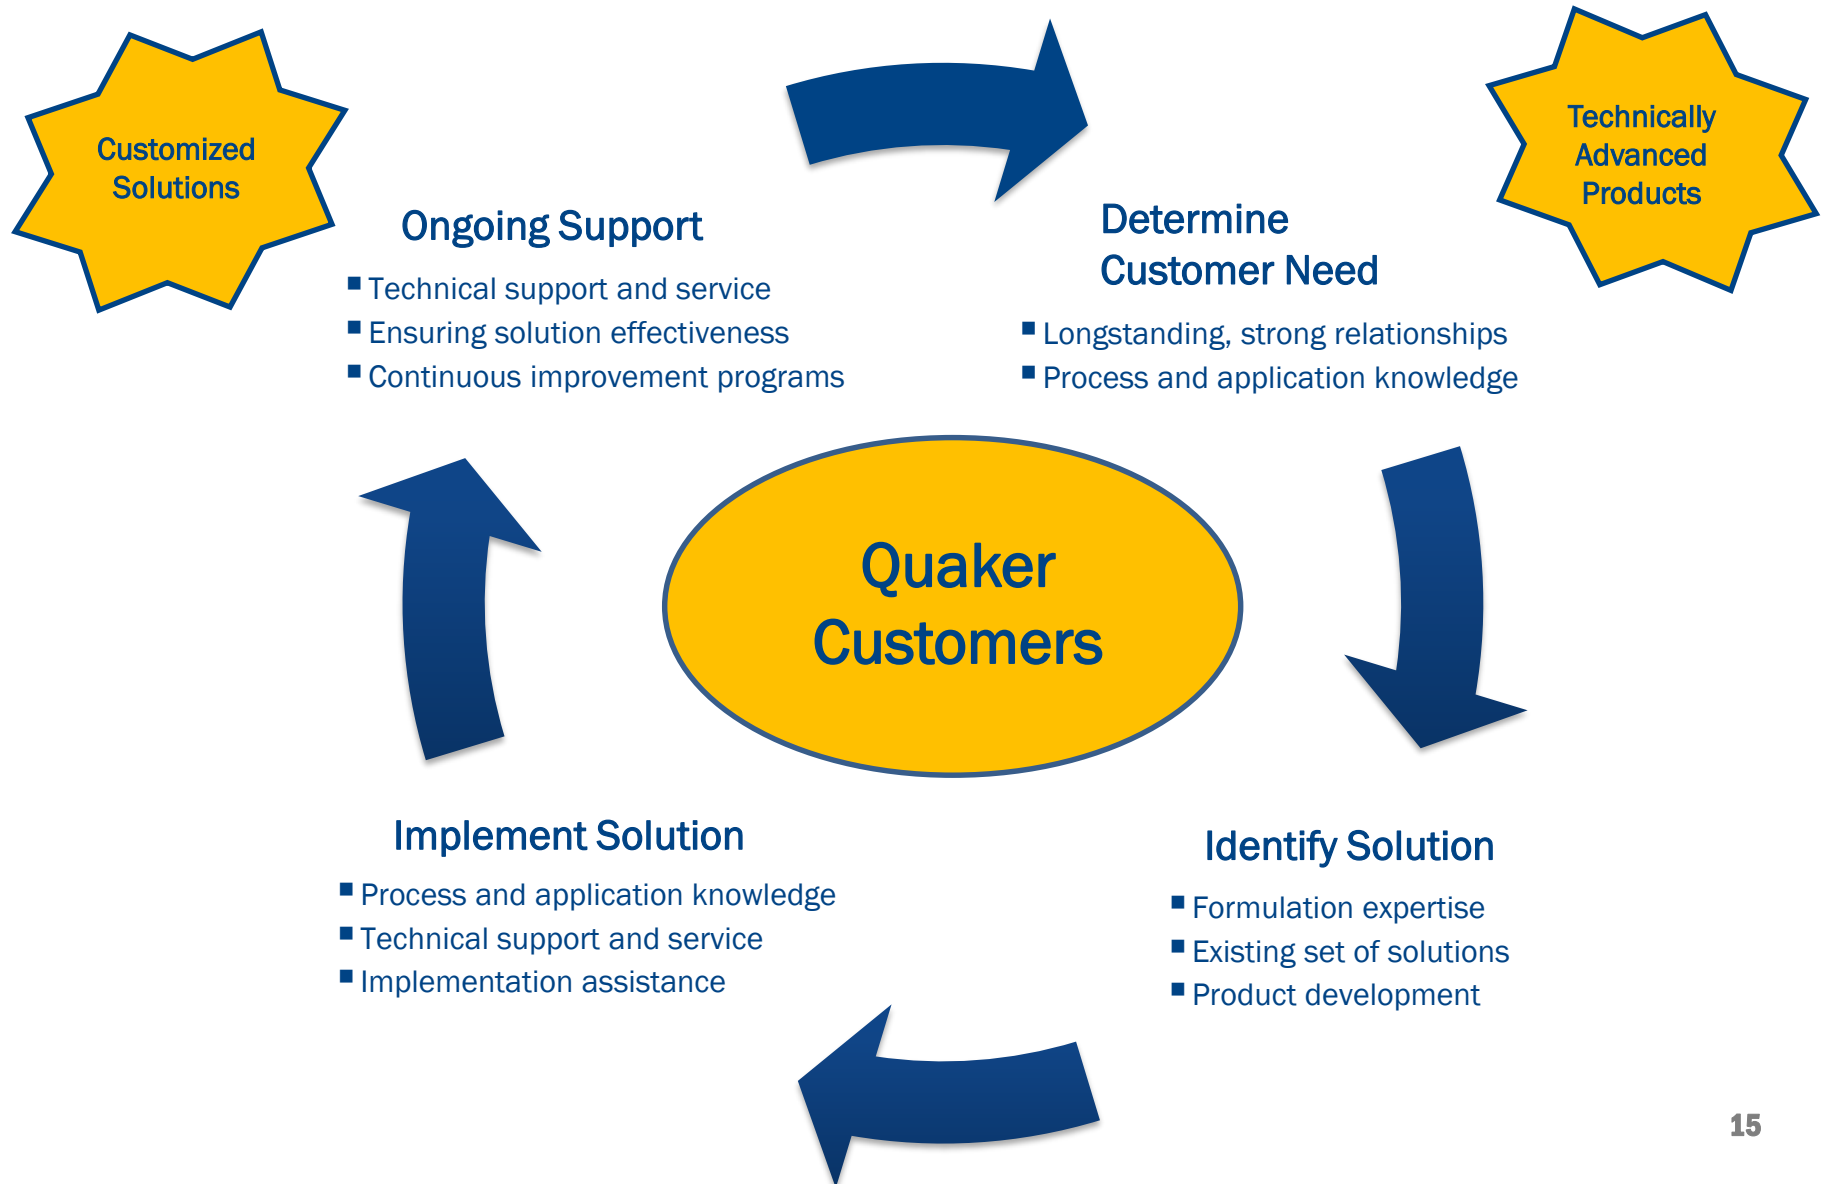 Customized
Solutions
Technically
Advanced
Products
Ongoing Support
▪ Technical support and service
▪ Ensuring solution effectiveness
▪ Continuous improvement programs
Determine
Customer Need
▪ Longstanding, strong relationships
▪ Process and application knowledge
Quaker
Customers
Implement Solution
▪ Process and application knowledge
▪ Technical support and service
▪ Implementation assistance
Identify Solution
▪ Formulation expertise
▪ Existing set of solutions
▪ Product development
15